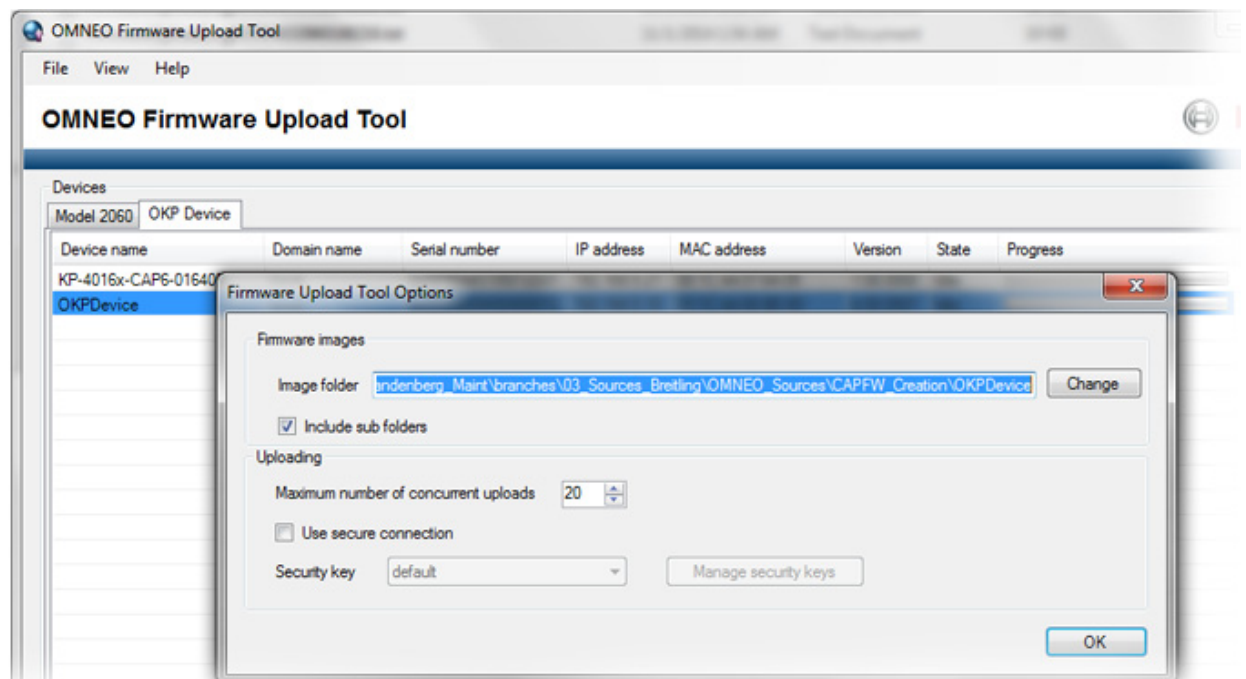 OMNEO Firmware Upload Tool
File View Help
OMNEO Firmware Upload Tool
Devices
Model 2060 OKP Device
Device name Domain name Serial number IP address MAC address Version State Progress
KP-4016x-CAP6-01640
OKPDevice
Firmware Upload Tool Options
Firmware images
Image folder andenberg_Maint\branches\03_Sources_Breitling\OMNEO_Sources\CAPFW_Creation\OKPDevice Change
Include sub folders
Uploading
Maximum number of concurrent uploads 20
Use secure connection
Security key default Manage security keys
OK